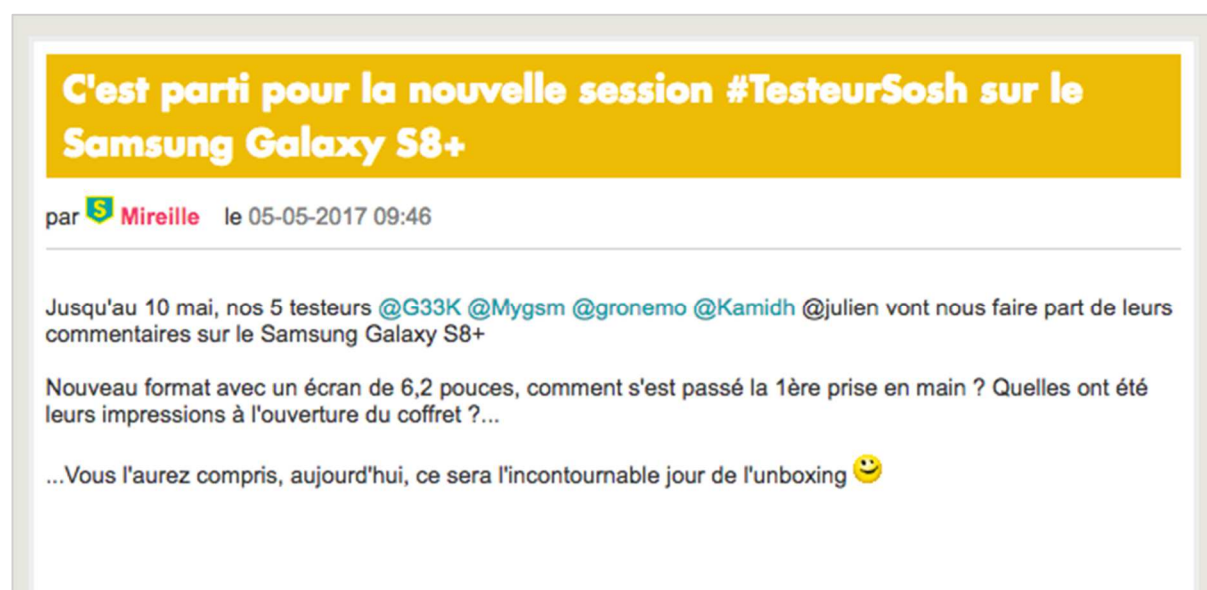 C'est parti pour la nouvelle session #TesteurSosh sur le
Samsung Galaxy S8+
par S Mireille le 05-05-2017 09:46
Jusqu'au 10 mai, nos 5 testeurs @G33K @Mygsm @gronemo @Kamidh @julien vont nous faire part de leurs
commentaires sur le Samsung Galaxy S8+
Nouveau format avec un écran de 6,2 pouces, comment s'est passé la 1ère prise en main ? Quelles ont été
leurs impressions à l'ouverture du coffret ?...
...Vous l'aurez compris, aujourd'hui, ce sera l'incontournable jour de l'unboxing